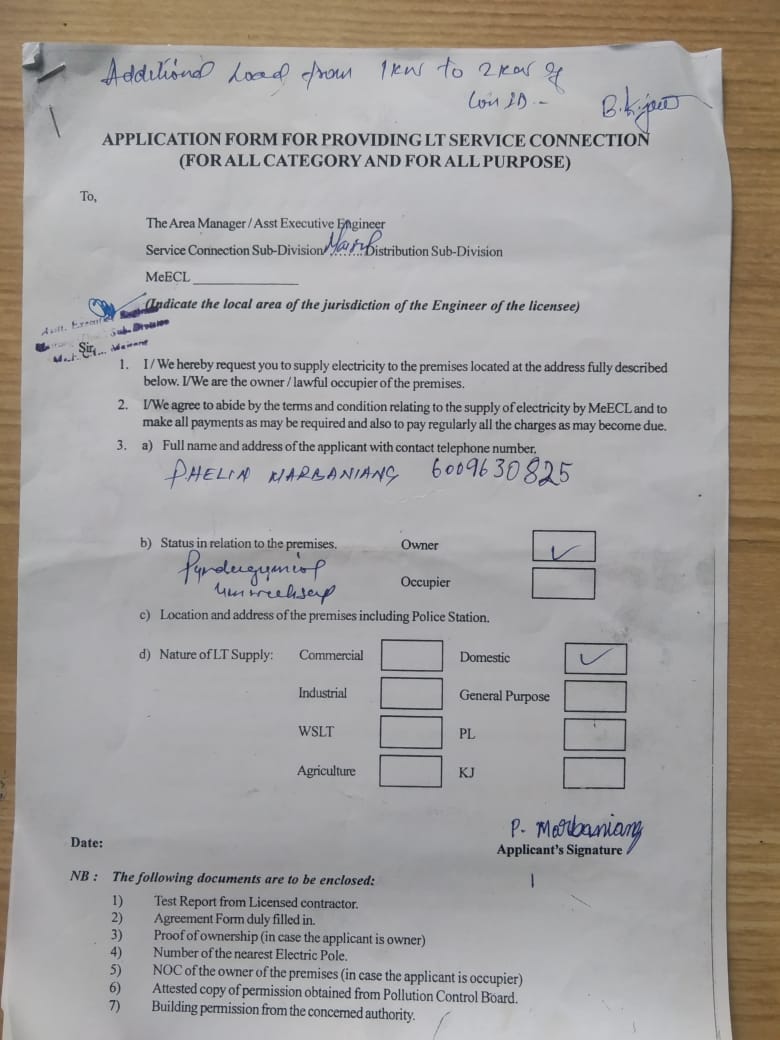 Additional Load from 1KW to 2KW of
Con ID -
APPLICATION FORM FOR PROVIDING LT SERVICE CONNECTION
(FOR ALL CATEGORY AND FOR ALL PURPOSE)
To,
The Area Manager / Asst Executive Engineer
Service Connection Sub-Division/ Distribution Sub-Division
MeECL
(Indicate the local area of the jurisdiction of the Engineer of the licensee)
Sub-Division
Sir,
1. I / We hereby request you to supply electricity to the premises located at the address fully described
below. I/We are the owner / lawful occupier of the premises.
2. I/We agree to abide by the terms and condition relating to the supply of electricity by MeECL and to
make all payments as may be required and also to pay regularly all the charges as may become due.
3. a) Full name and address of the applicant with contact telephone number.
PHELIN MARBANIANG 6009630825
b) Status in relation to the premises. Owner
Occupier
c) Location and address of the premises including Police Station.
d) Nature of LT Supply: Commercial Domestic
Industrial General Purpose
WSLT PL
Agriculture KJ
P. Marbaniang
Date: Applicant's Signature
NB : The following documents are to be enclosed:
1) Test Report from Licensed contractor.
2) Agreement Form duly filled in.
3) Proof of ownership (in case the applicant is owner)
4) Number of the nearest Electric Pole.
5) NOC of the owner of the premises (in case the applicant is occupier)
6) Attested copy of permission obtained from Pollution Control Board.
7) Building permission from the concerned authority.